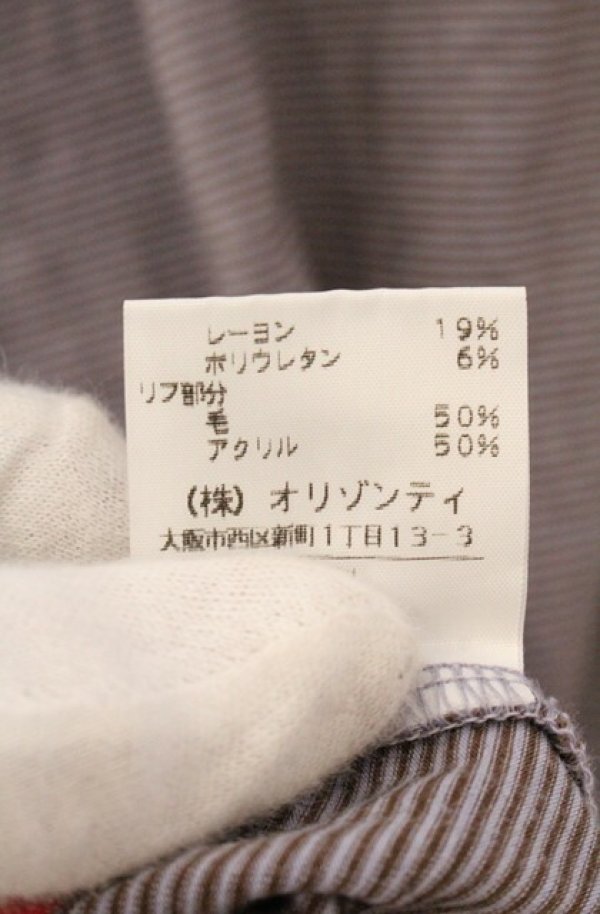 レーヨン 19%
ポリウレタン 6%
リブ部分
毛 50%
アクリル 50%
(株) オリゾンティ
大阪市西区新町1丁目13-3